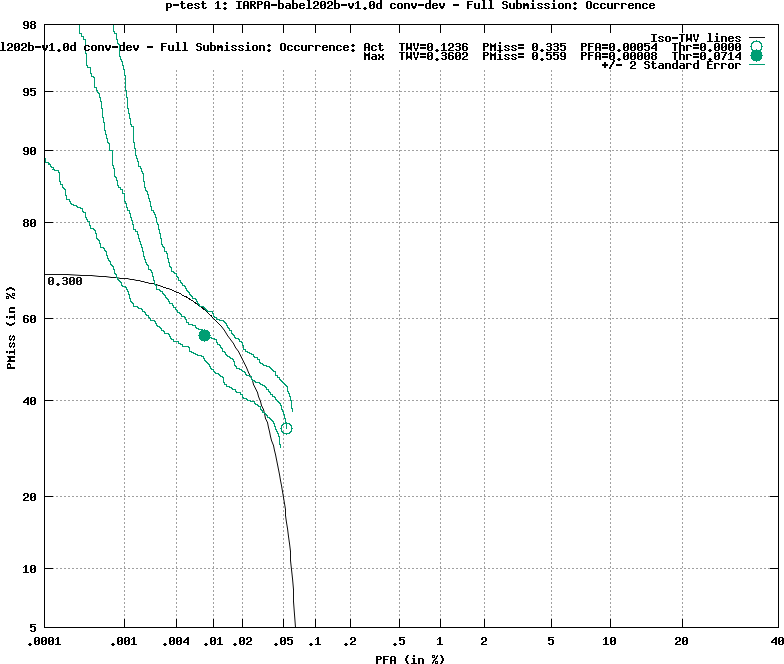 p-test 1: IARPA-babel202b-v1.0d conv-dev - Full Submission: Occurrence
Iso-TWV lines
l202b-v1.0d conv-dev - Full Submission: Occurrence: Act TWV=0.1236 PMiss= 0.335 PFA=0.00054 Thr=0.0000
Max TWV=0.3602 PMiss= 0.559 PFA=0.00008 Thr=0.0714
+/- 2 Standard Error
98
95
90
80
60
40
20
10
5
0.300
PMiss (in %)
.0001 .001 .004 .01 .02 .05 .1 .2 .5 1 2 5 10 20 40
PFA (in %)